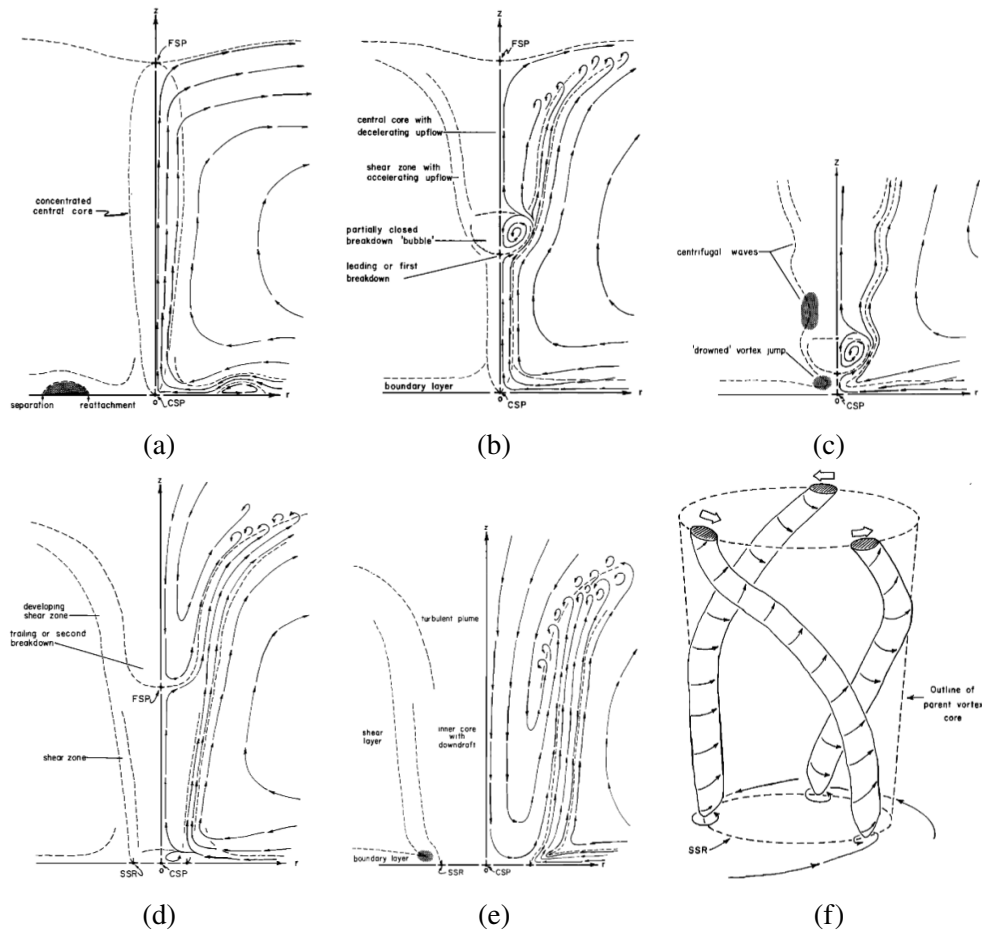 z
FSP
concentrated
central core
separation
reattachment
o
CSP
r
(a)
z
FSP
central core with
decelerating upflow
shear zone with
accelerating upflow
partially closed
breakdown 'bubble'
leading or first
breakdown
boundary layer
o
CSP
r
(b)
z
centrifugal waves
'drowned' vortex jump
o
CSP
r
(c)
z
developing
shear zone
trailing or second
breakdown
FSP
shear zone
SSR
o
CSP
r
(d)
z
turbulent plume
shear
layer
inner core
with
downdraft
boundary layer
SSR
o
CSP
r
(e)
Outline of
parent vortex
core
SSR
(f)